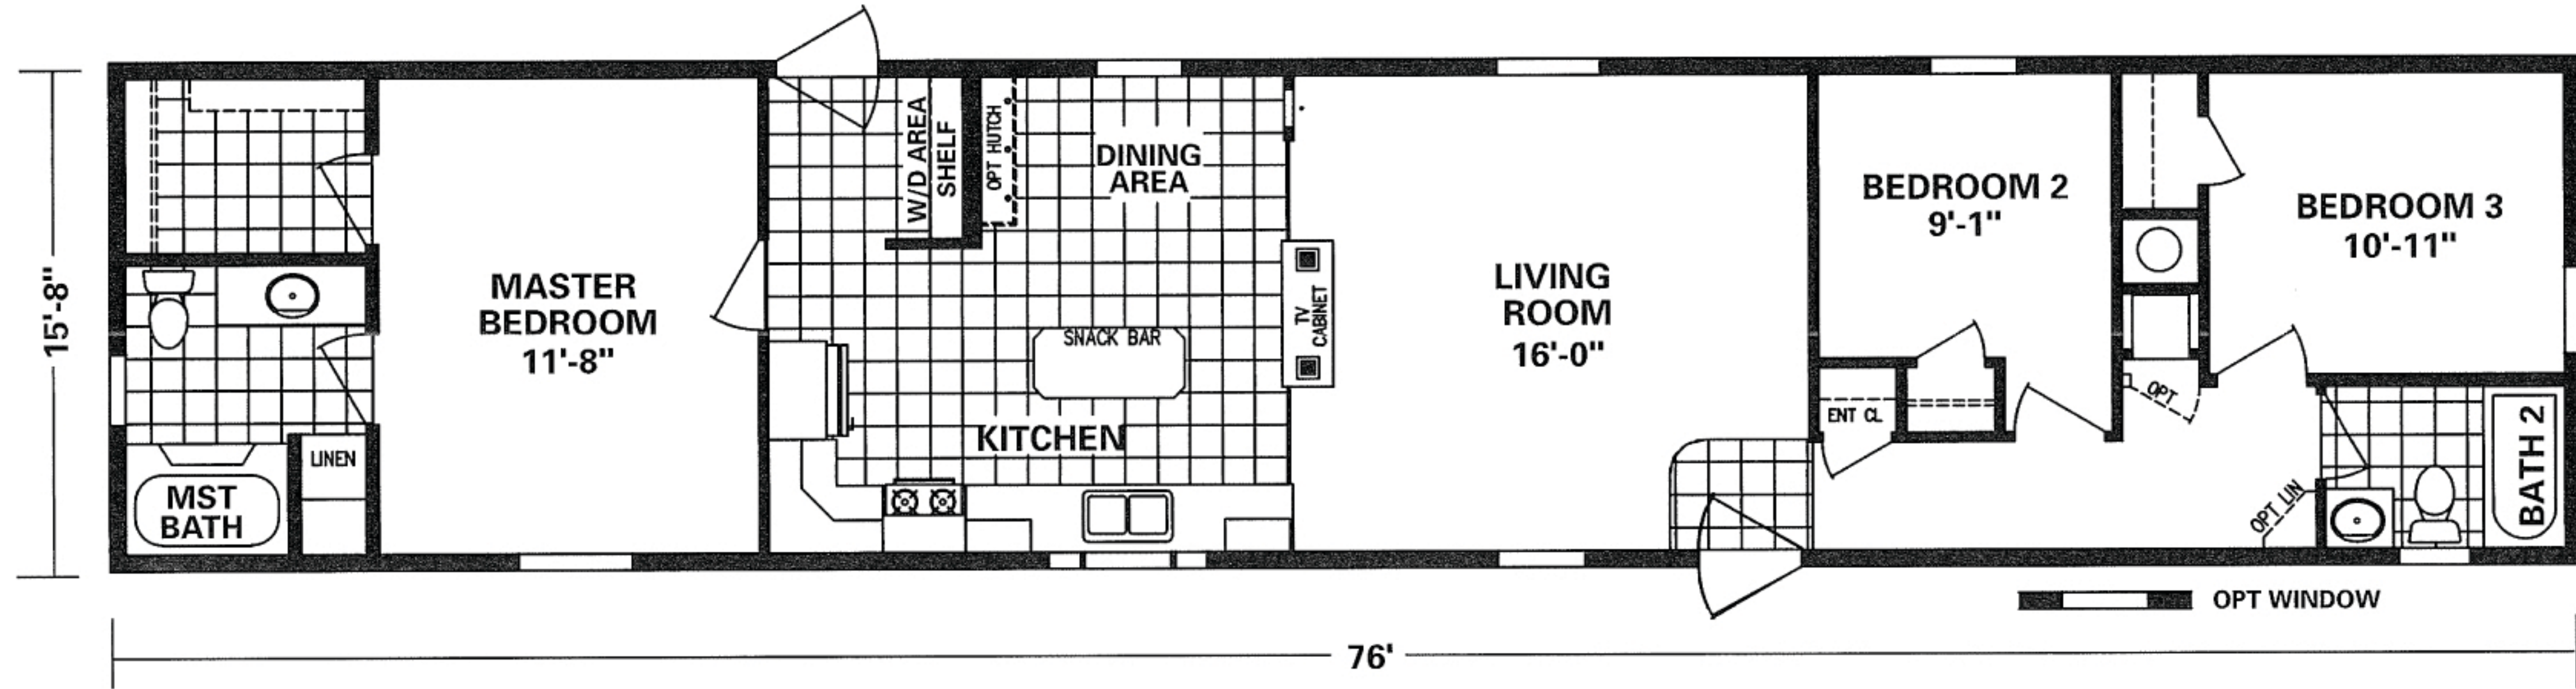 15'-8"
MST
BATH
LINEN
MASTER
BEDROOM
11'-8"
W/D AREA
SHELF
OPT HUTCH
DINING
AREA
SNACK BAR
KITCHEN
TV
CABINET
LIVING
ROOM
16'-0"
BEDROOM 2
9'-1"
ENT CL
OPT
BEDROOM 3
10'-11"
OPT LIN
BATH 2
OPT WINDOW
76'